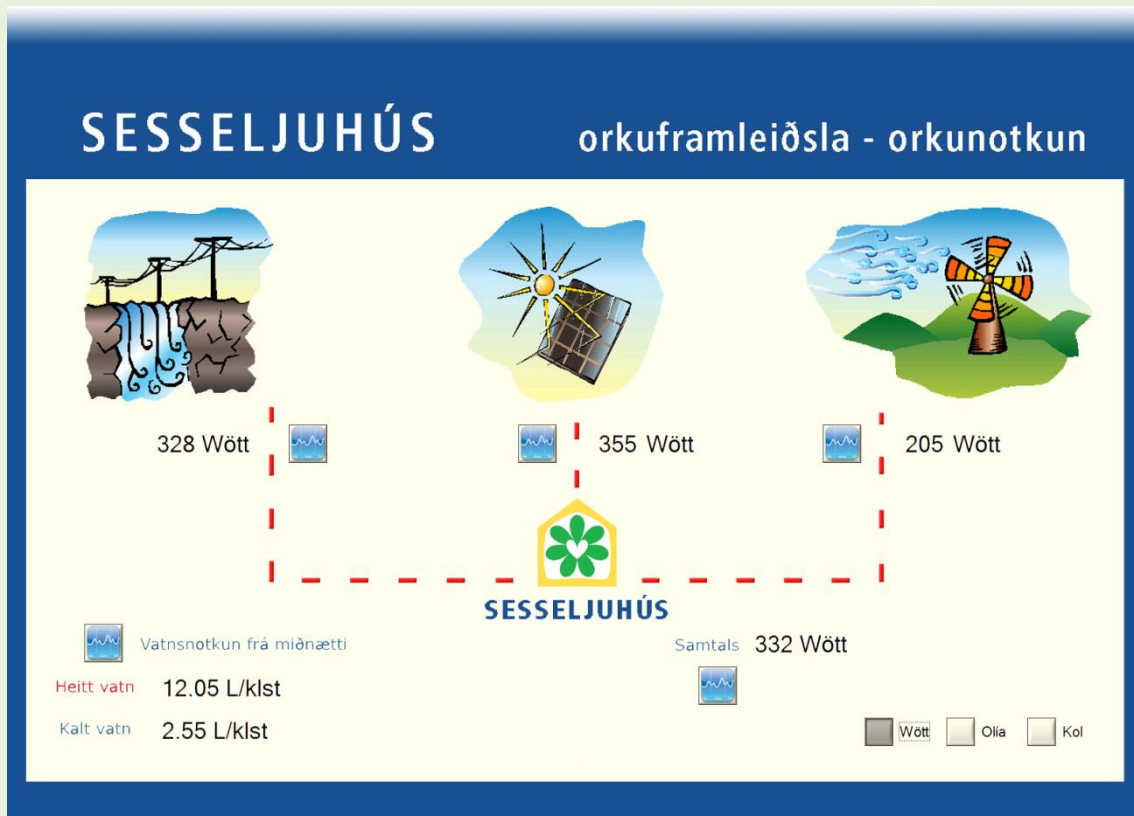 SESSELJUHÚS
orkuframleiðsla - orkunotkun
328 Wött
355 Wött
205 Wött
SESSELJUHÚS
Vatnsnotkun frá miðnætti
Samtals 332 Wött
Heitt vatn 12.05 L/klst
Kalt vatn 2.55 L/klst
Wött Olía Kol